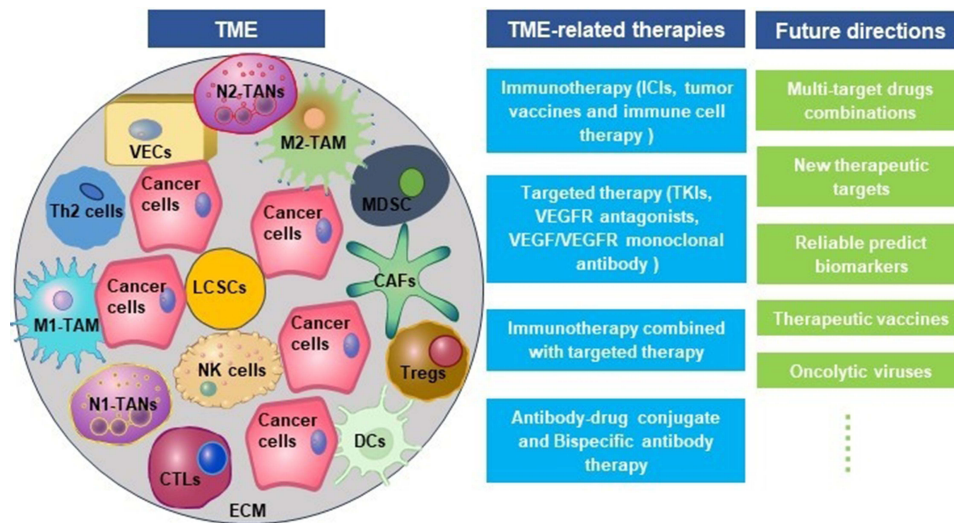 TME
N2-TANs
VECs
M2-TAM
Th2 cells
Cancer
cells
Cancer
cells
MDSC
M1-TAM
Cancer
cells
LCSCs
CAFs
Cancer
cells
NK cells
Tregs
N1-TANs
Cancer
cells
DCs
CTLs
ECM
TME-related therapies
Immunotherapy (ICIs, tumor
vaccines and immune cell
therapy )
Targeted therapy (TKIs,
VEGFR antagonists,
VEGF/VEGFR monoclonal
antibody )
Immunotherapy combined
with targeted therapy
Antibody-drug conjugate
and Bispecific antibody
therapy
Future directions
Multi-target drugs
combinations
New therapeutic
targets
Reliable predict
biomarkers
Therapeutic vaccines
Oncolytic viruses